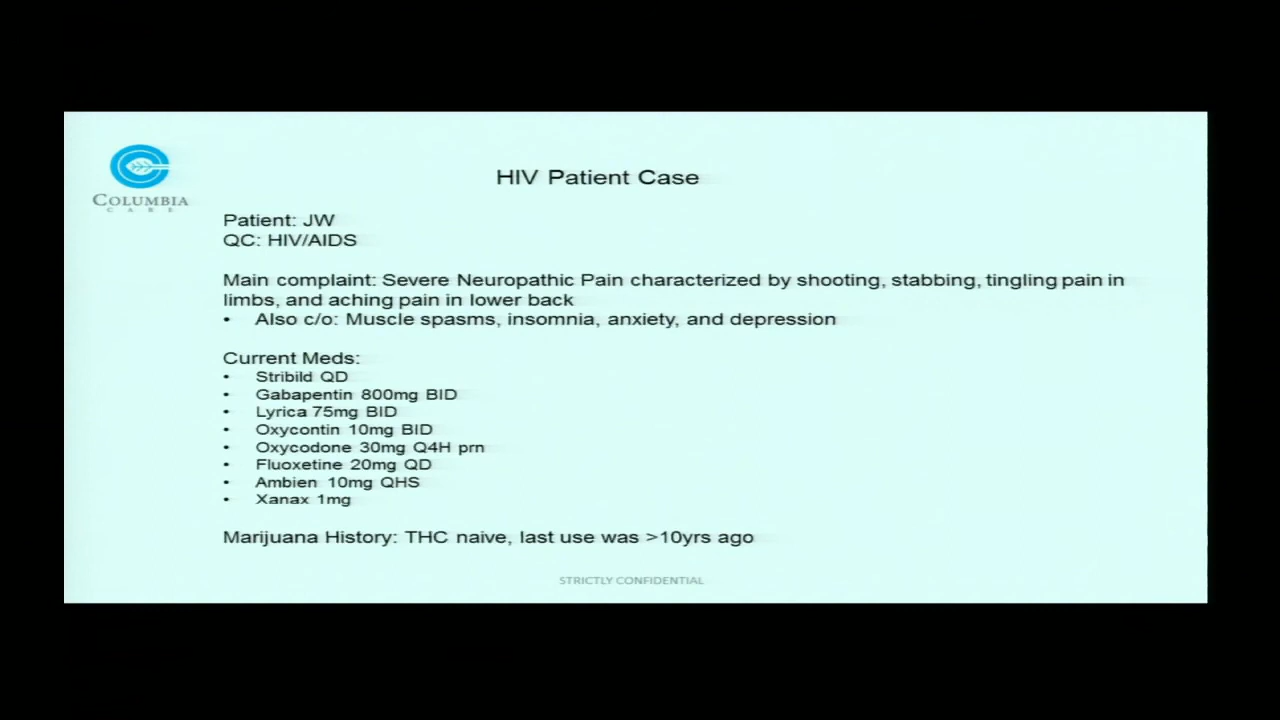 COLUMBIA
CARE
HIV Patient Case
Patient: JW
QC: HIV/AIDS
Main complaint: Severe Neuropathic Pain characterized by shooting, stabbing, tingling pain in
limbs, and aching pain in lower back
• Also c/o: Muscle spasms, insomnia, anxiety, and depression
Current Meds:
• Stribild QD
• Gabapentin 800mg BID
• Lyrica 75mg BID
• Oxycontin 10mg BID
• Oxycodone 30mg Q4H prn
• Fluoxetine 20mg QD
• Ambien 10mg QHS
• Xanax 1mg
Marijuana History: THC naive, last use was >10yrs ago
STRICTLY CONFIDENTIAL